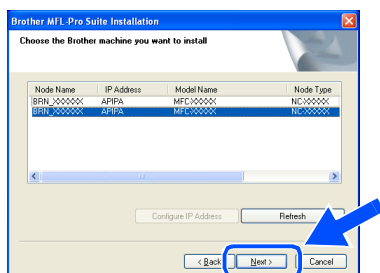 Brother MFL-Pro Suite Installation
Choose the Brother machine you want to install
Node Name IP Address Model Name Node Type
BRN_XXXXXX APIPA MFC-XXXXX NC-XXXXX
BRN_XXXXXX APIPA MFC-XXXXX NC-XXXXX
Configure IP Address Refresh
< Back Next > Cancel